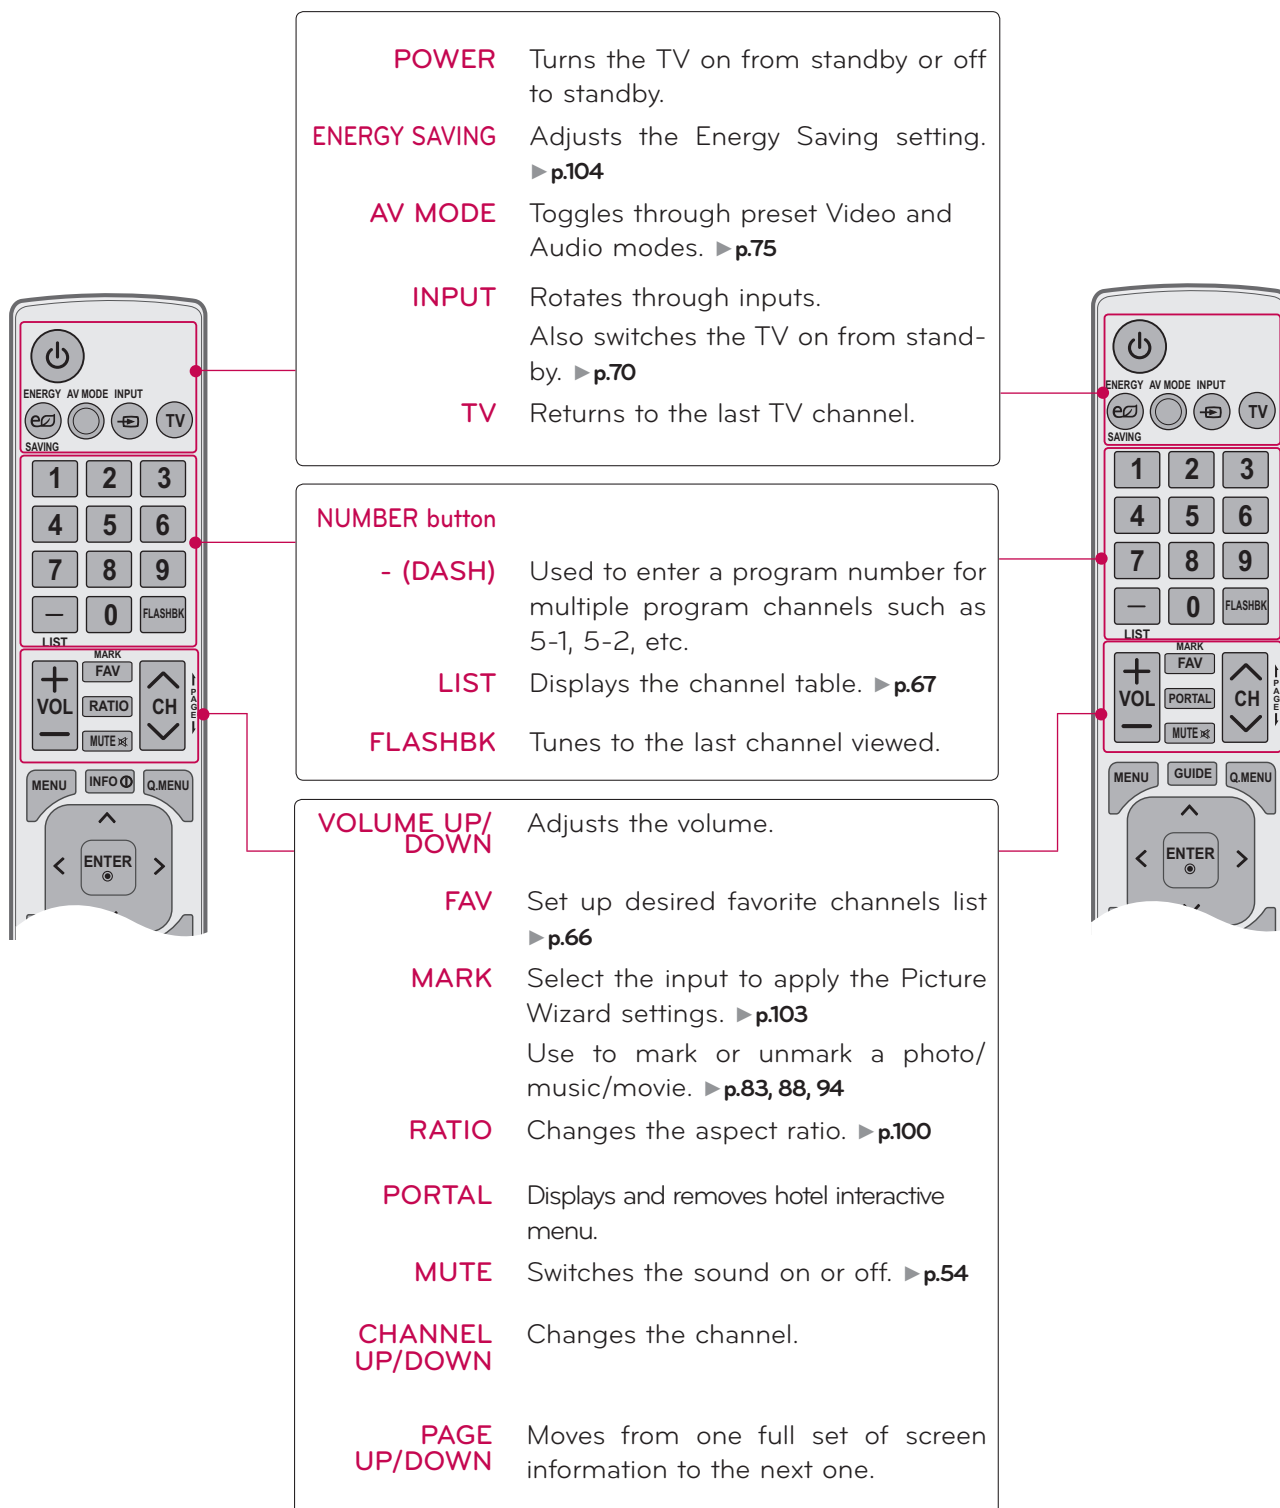 POWER Turns the TV on from standby or off
to standby.
ENERGY SAVING Adjusts the Energy Saving setting.
►p.104
AV MODE Toggles through preset Video and
Audio modes. ►p.75
INPUT Rotates through inputs.
Also switches the TV on from stand-
by. ►p.70
TV Returns to the last TV channel.
NUMBER button
- (DASH) Used to enter a program number for
multiple program channels such as
5-1, 5-2, etc.
LIST Displays the channel table. ►p.67
FLASHBK Tunes to the last channel viewed.
VOLUME UP/
DOWN Adjusts the volume.
FAV Set up desired favorite channels list
►p.66
MARK Select the input to apply the Picture
Wizard settings. ►p.103
Use to mark or unmark a photo/
music/movie. ►p.83, 88, 94
RATIO Changes the aspect ratio. ►p.100
PORTAL Displays and removes hotel interactive
menu.
MUTE Switches the sound on or off. ►p.54
CHANNEL
UP/DOWN Changes the channel.
PAGE
UP/DOWN Moves from one full set of screen
information to the next one.
ENERGY AV MODE INPUT
TV
SAVING
1 2 3
4 5 6
7 8 9
— 0 FLASHBK
LIST
MARK
FAV
VOL RATIO CH PAGE
MUTE
MENU INFO Q.MENU
ENTER
ENERGY AV MODE INPUT
TV
SAVING
1 2 3
4 5 6
7 8 9
— 0 FLASHBK
LIST
MARK
FAV
VOL PORTAL CH PAGE
MUTE
MENU GUIDE Q.MENU
ENTER